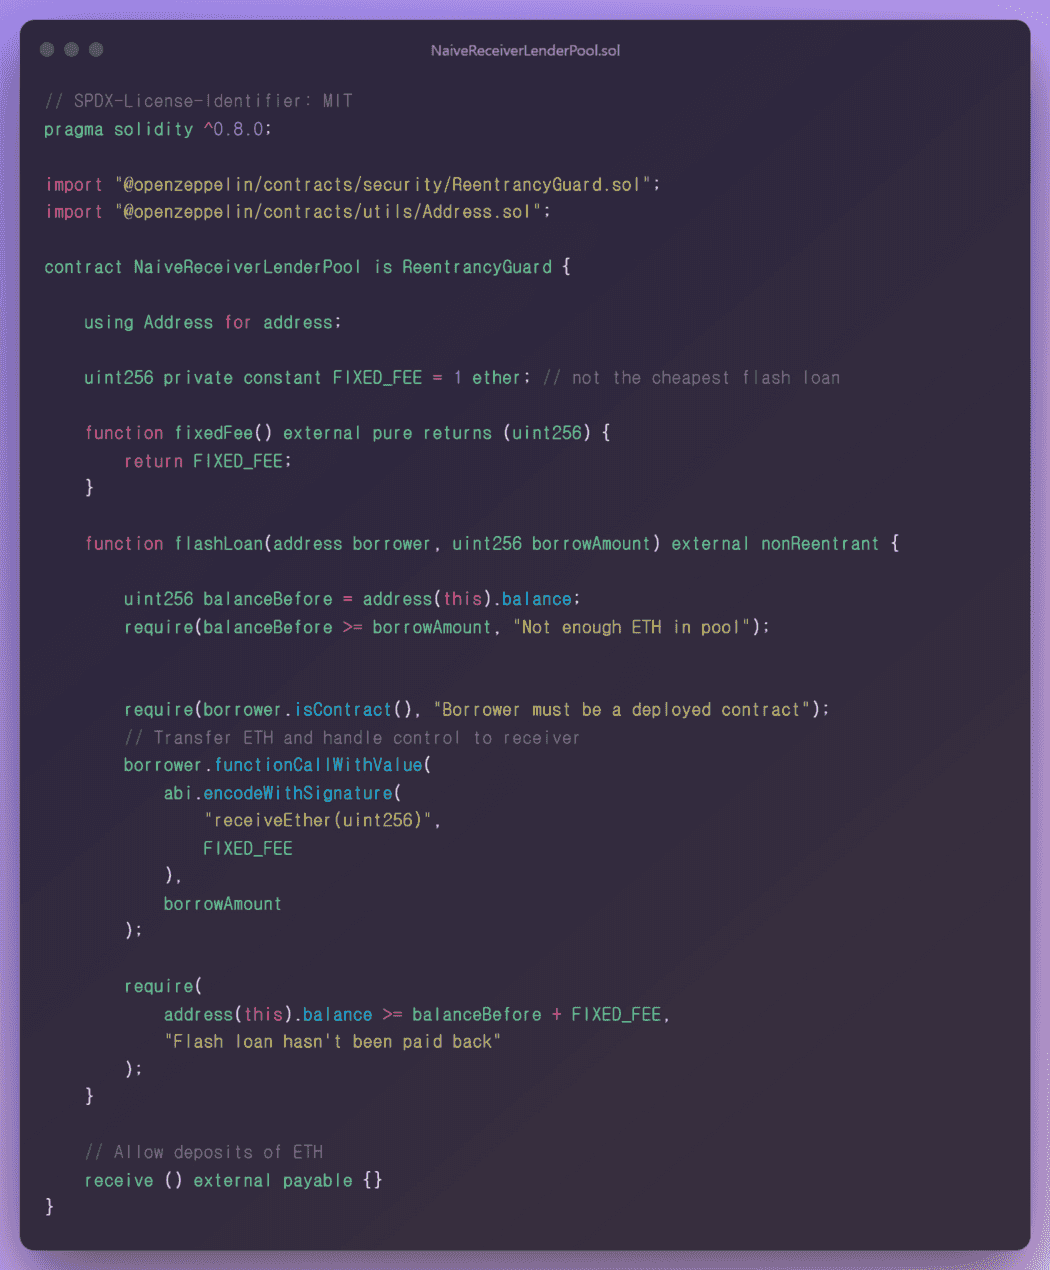 NaiveReceiverLenderPool.sol
// SPDX-License-Identifier: MIT
pragma solidity ^0.8.0;
import "@openzeppelin/contracts/security/ReentrancyGuard.sol";
import "@openzeppelin/contracts/utils/Address.sol";
contract NaiveReceiverLenderPool is ReentrancyGuard {
using Address for address;
uint256 private constant FIXED_FEE = 1 ether; // not the cheapest flash loan
function fixedFee() external pure returns (uint256) {
return FIXED_FEE;
}
function flashLoan(address borrower, uint256 borrowAmount) external nonReentrant {
uint256 balanceBefore = address(this).balance;
require(balanceBefore >= borrowAmount, "Not enough ETH in pool");
require(borrower.isContract(), "Borrower must be a deployed contract");
// Transfer ETH and handle control to receiver
borrower.functionCallWithValue(
abi.encodeWithSignature(
"receiveEther(uint256)",
FIXED_FEE
),
borrowAmount
);
require(
address(this).balance >= balanceBefore + FIXED_FEE,
"Flash loan hasn't been paid back"
);
}
// Allow deposits of ETH
receive () external payable {}
}